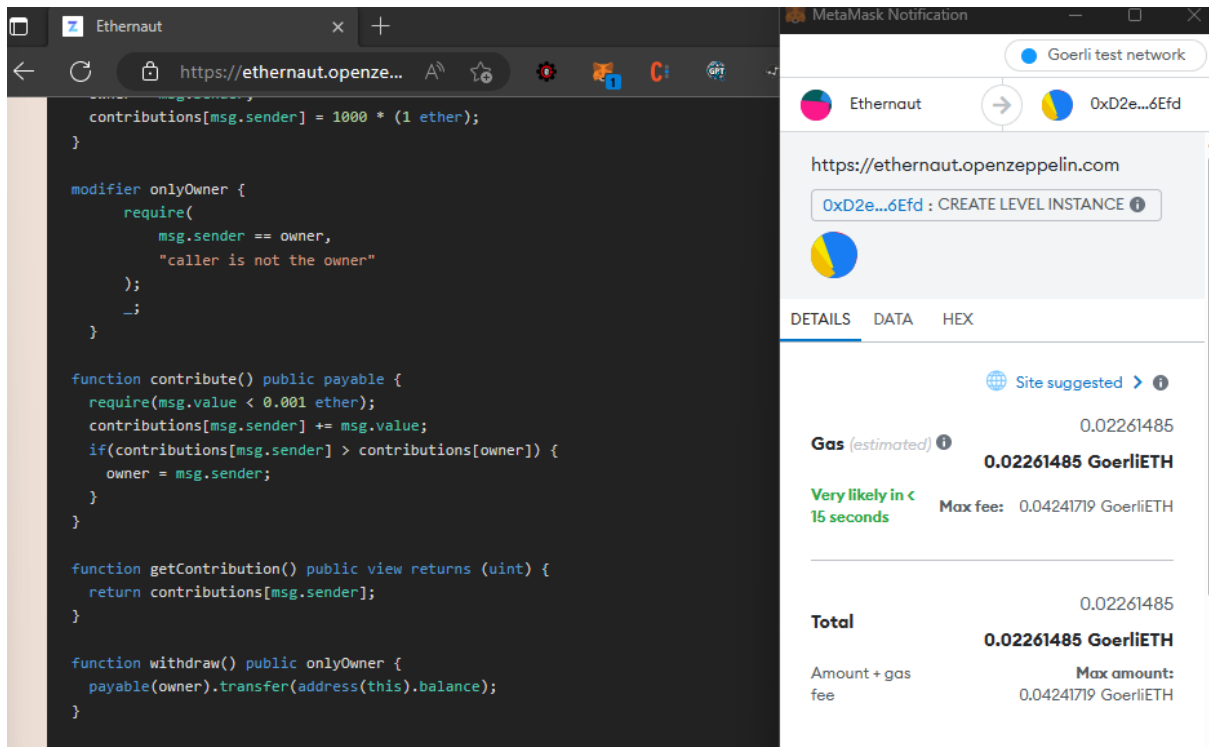 Ethernaut
https://ethernaut.openze...
contributions[msg.sender] = 1000 * (1 ether);
}
modifier onlyOwner {
require(
msg.sender == owner,
"caller is not the owner"
);
_;
}
function contribute() public payable {
require(msg.value < 0.001 ether);
contributions[msg.sender] += msg.value;
if(contributions[msg.sender] > contributions[owner]) {
owner = msg.sender;
}
}
function getContribution() public view returns (uint) {
return contributions[msg.sender];
}
function withdraw() public onlyOwner {
payable(owner).transfer(address(this).balance);
}
MetaMask Notification
Goerli test network
Ethernaut
0xD2e...6Efd
https://ethernaut.openzeppelin.com
0xD2e...6Efd : CREATE LEVEL INSTANCE
DETAILS DATA HEX
Site suggested >
0.02261485
Gas (estimated)
0.02261485 GoerliETH
Very likely in < 15 seconds
Max fee: 0.04241719 GoerliETH
0.02261485
Total
0.02261485 GoerliETH
Amount + gas fee
Max amount:
0.04241719 GoerliETH